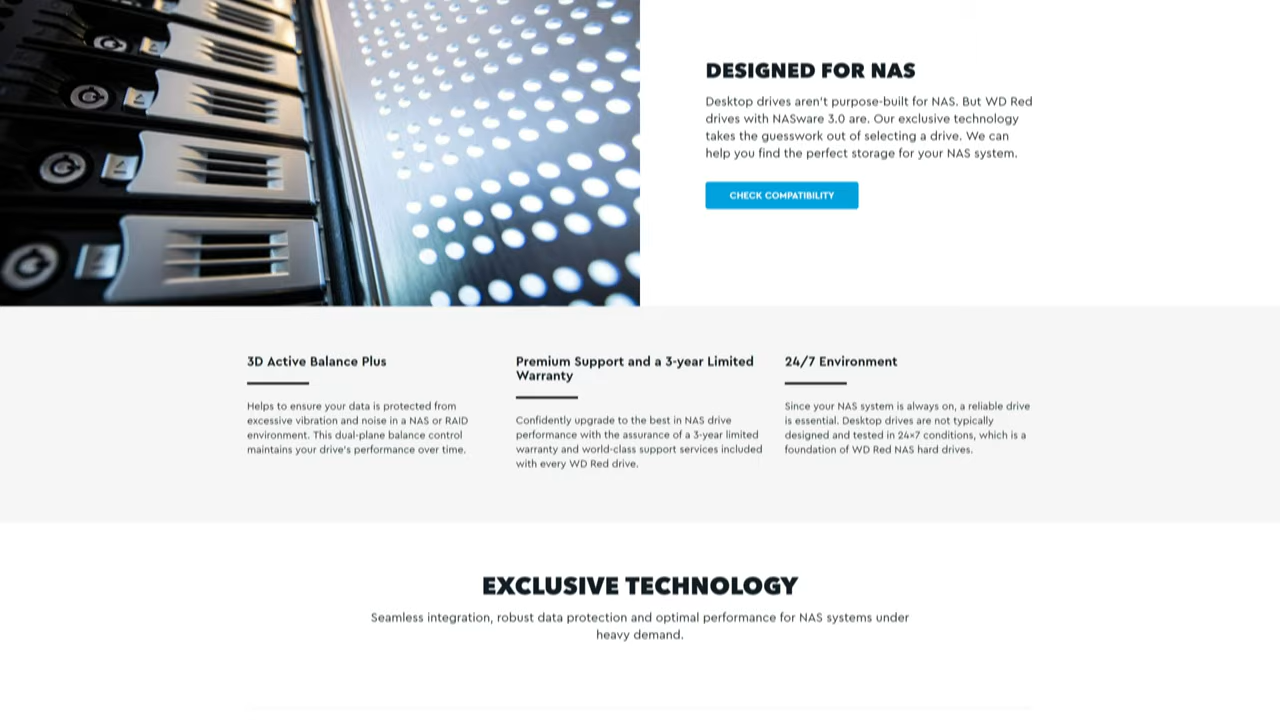 DESIGNED FOR NAS
Desktop drives aren't purpose-built for NAS. But WD Red
drives with NASware 3.0 are. Our exclusive technology
takes the guesswork out of selecting a drive. We can
help you find the perfect storage for your NAS system.
CHECK COMPATIBILITY
3D Active Balance Plus
Helps to ensure your data is protected from
excessive vibration and noise in a NAS or RAID
environment. This dual-plane balance control
maintains your drive's performance over time.
Premium Support and a 3-year Limited
Warranty
Confidently upgrade to the best in NAS drive
performance with the assurance of a 3-year limited
warranty and world-class support services included
with every WD Red drive.
24/7 Environment
Since your NAS system is always on, a reliable drive
is essential. Desktop drives are not typically
designed and tested in 24×7 conditions, which is a
foundation of WD Red NAS hard drives.
EXCLUSIVE TECHNOLOGY
Seamless integration, robust data protection and optimal performance for NAS systems under
heavy demand.